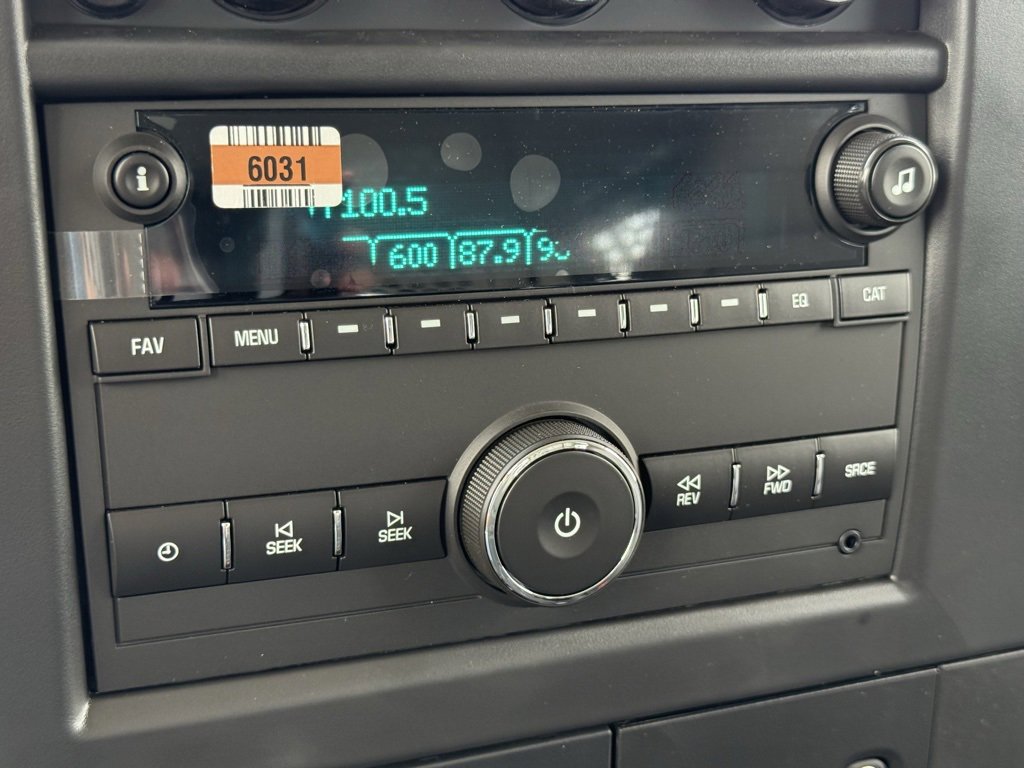 6031
100.5
600 87.9
FAV
MENU
EQ
CAT
SEEK
SEEK
REV
FWD
SRCE